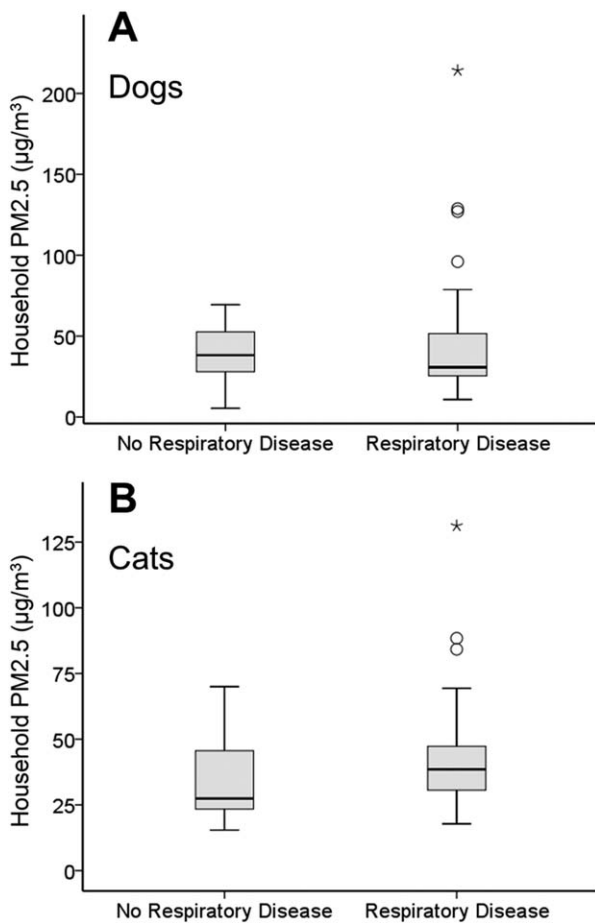 A
Dogs
Household PM2.5 (µg/m³)
200
150
100
50
0
No Respiratory Disease Respiratory Disease
B
Cats
Household PM2.5 (µg/m³)
125
100
75
50
25
0
No Respiratory Disease Respiratory Disease